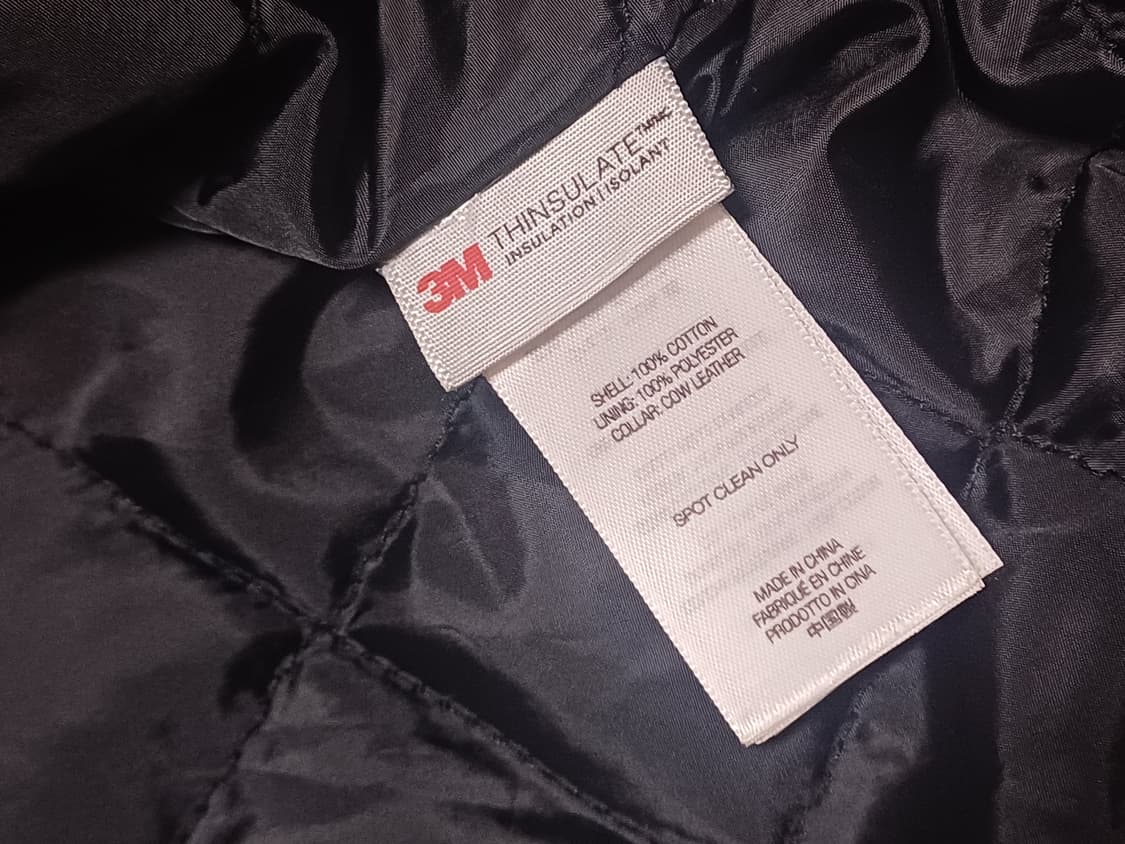 3M THINSULATE™/MC
INSULATION | ISOLANT
SHELL: 100% COTTON
LINING: 100% POLYESTER
COLLAR: COW LEATHER
SPOT CLEAN ONLY
MADE IN CHINA
FABRIQUÉ EN CHINE
PRODOTTO IN CINA
中国制